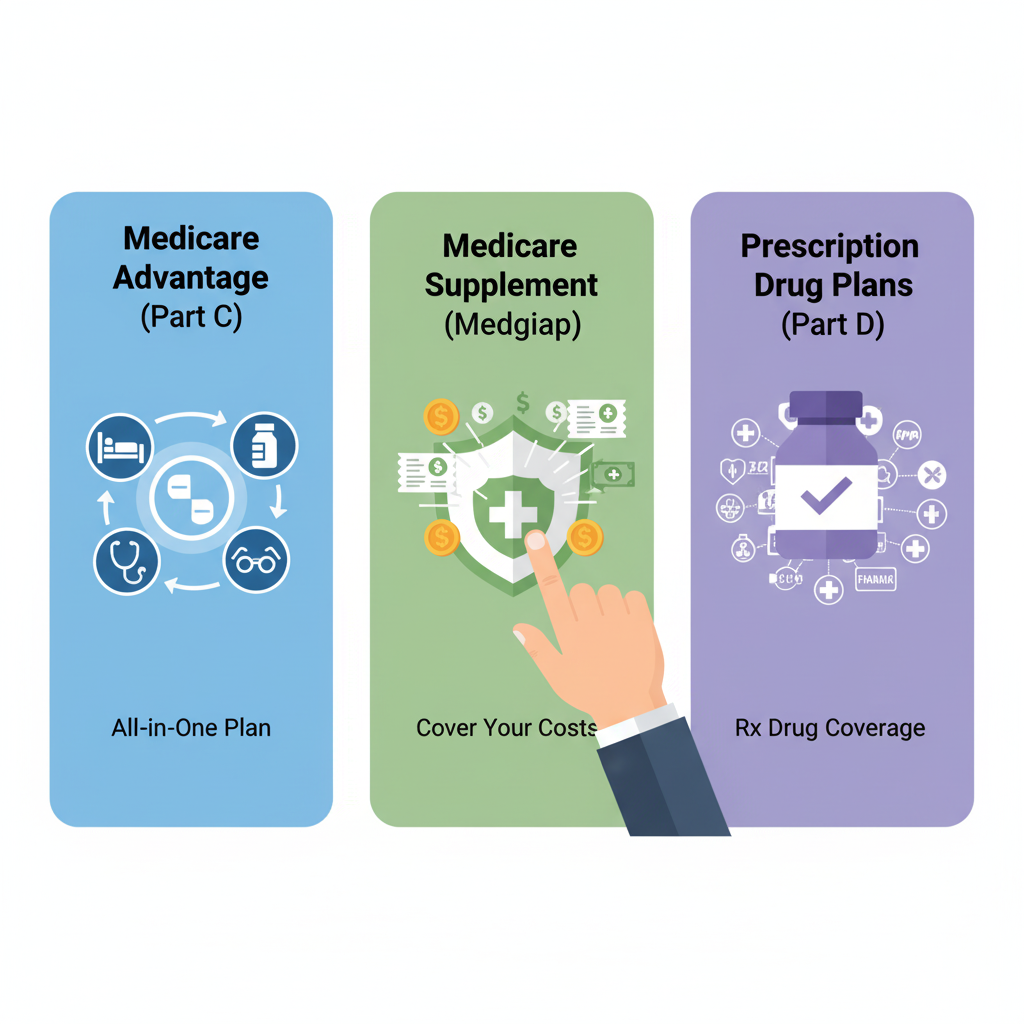 Medicare
Advantage
(Part C)
Medicare
Supplement
(Medgiap)
Prescription
Drug Plans
(Part D)
$
$
$
$
$
$
$
$
FHAMR
All-in-One Plan
Cover Your Costs
Rx Drug Coverage